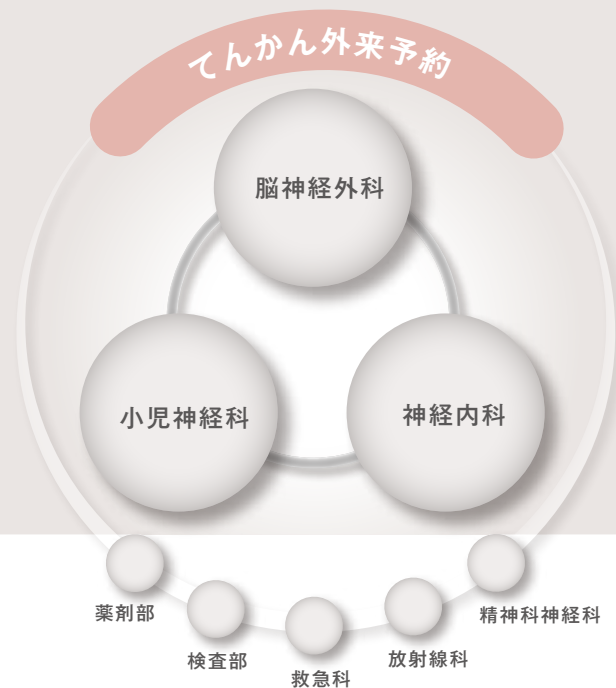 てんかん外来予約
脳神経外科
小児神経科
神経内科
薬剤部
検査部
救急科
放射線科
精神科神経科